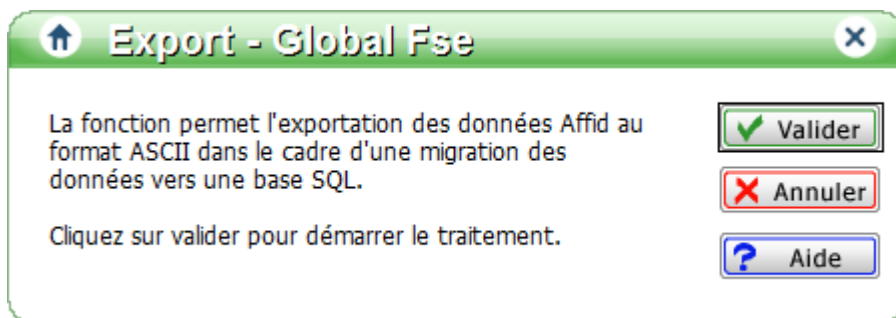 Export - Global Fse
La fonction permet l'exportation des données Affid au
format ASCII dans le cadre d'une migration des
données vers une base SQL.
Cliquez sur valider pour démarrer le traitement.
Valider
Annuler
? Aide